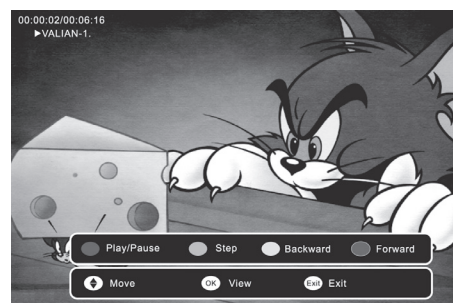 00:00:02/00:06:16
▶VALIAN-1.
Play/Pause Step Backward Forward
Move OK View Exit Exit